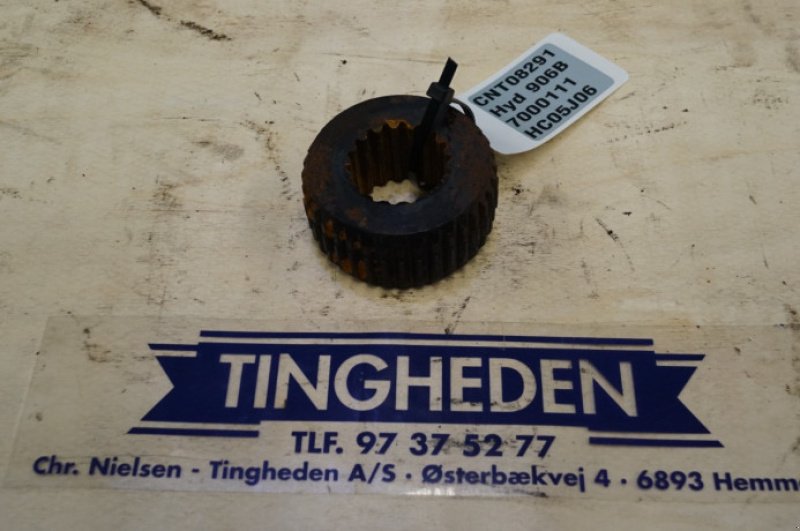 CNT08291
Hyd 906B
7000111
HC05J06
TINGHEDEN
TLF. 97 37 52 77
Chr. Nielsen - Tingheden A/S · Østerbækvej 4 · 6893 Hemm